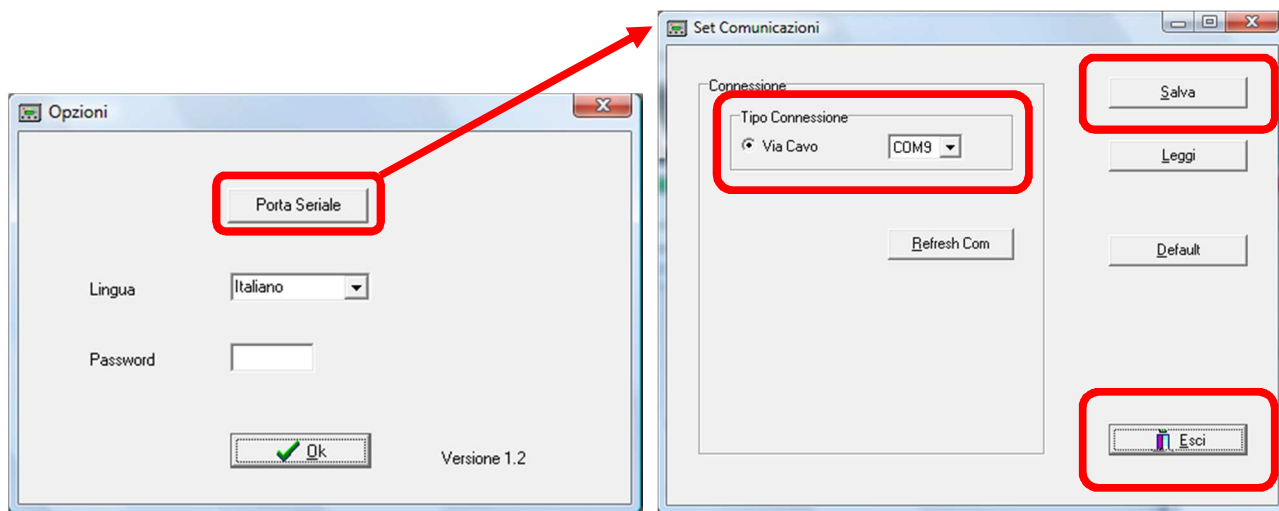 Opzioni
Porta Seriale
Lingua
Italiano
Password
Ok
Versione 1.2
Set Comunicazioni
Connessione
Tipo Connessione
Via Cavo
COM9
Refresh Com
Salva
Leggi
Default
Esci